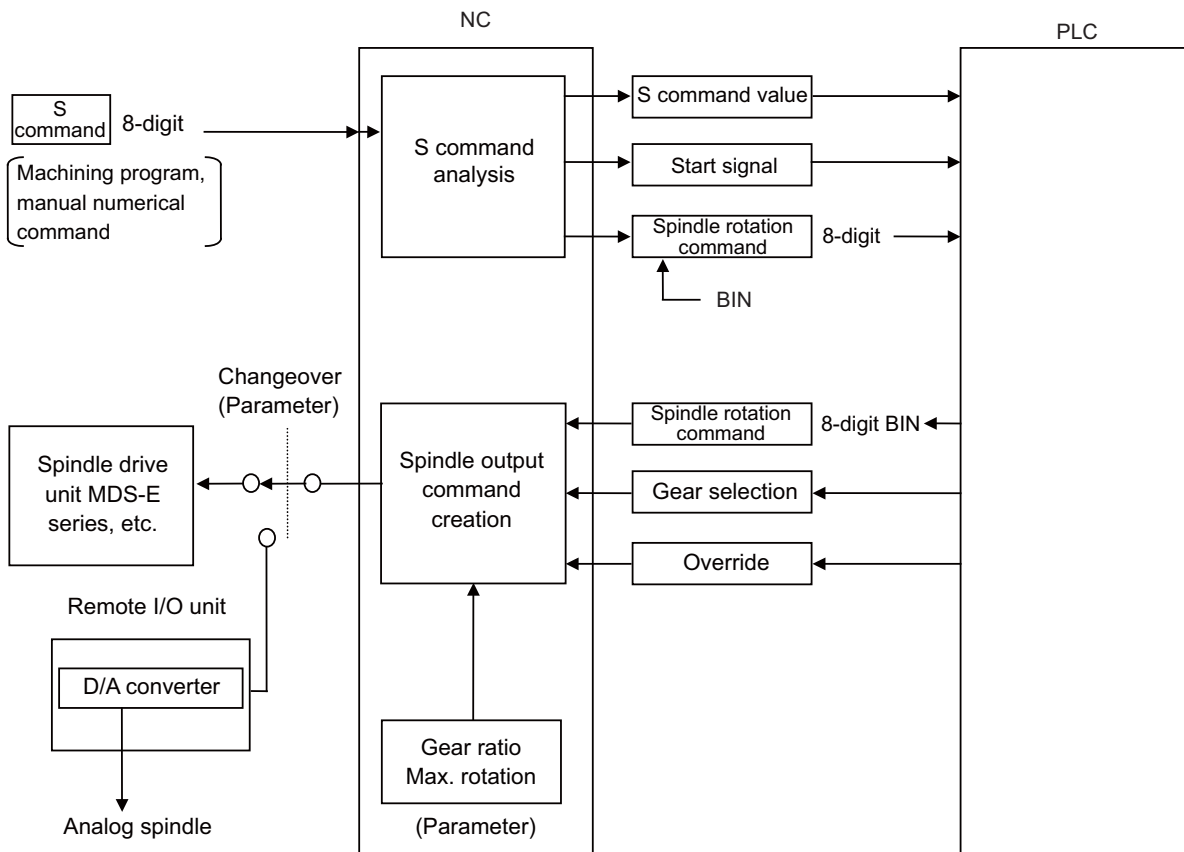 NC
PLC
S
command
8-digit
Machining program,
manual numerical
command
S command
analysis
S command value
Start signal
Spindle rotation
command
8-digit
BIN
Changeover
(Parameter)
Spindle drive
unit MDS-E
series, etc.
Spindle output
command
creation
Spindle rotation
command
8-digit BIN
Gear selection
Override
Remote I/O unit
D/A converter
Analog spindle
Gear ratio
Max. rotation
(Parameter)